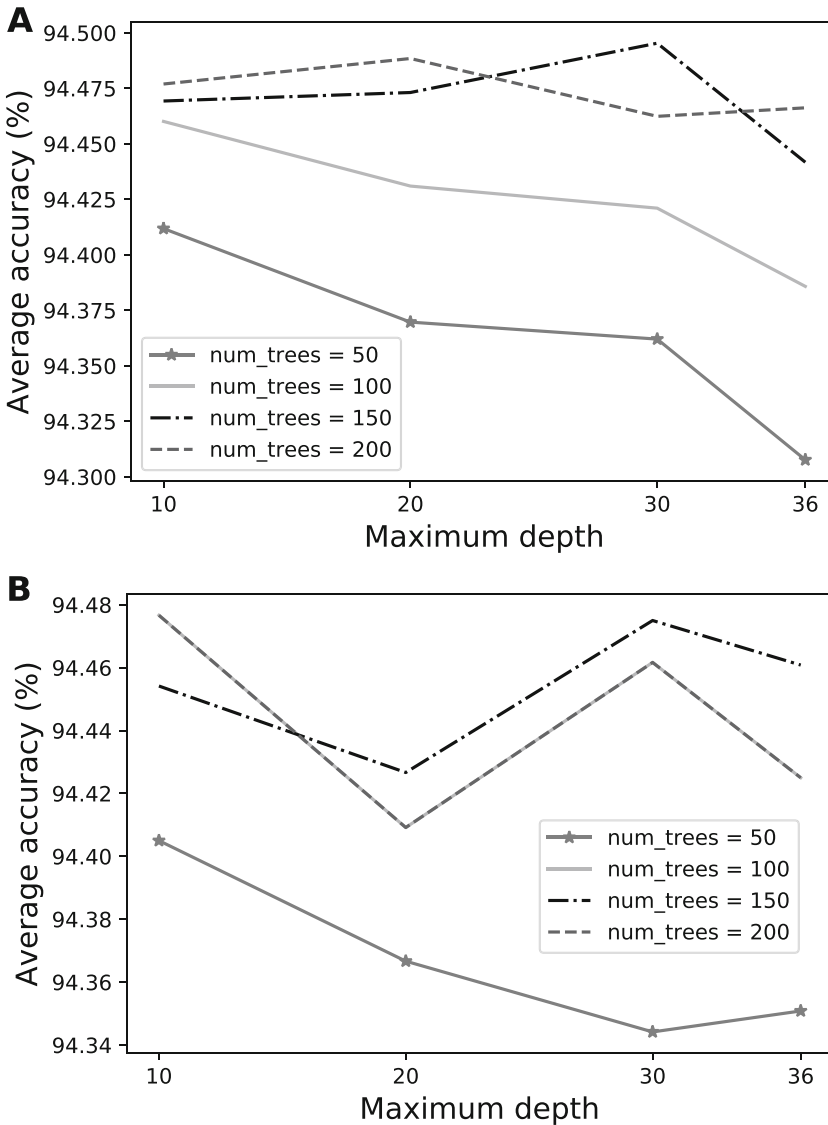 A
Average accuracy (%)
94.500
94.475
94.450
94.425
94.400
94.375
94.350
94.325
94.300
num_trees = 50
num_trees = 100
num_trees = 150
num_trees = 200
10 20 30 36
Maximum depth
B
Average accuracy (%)
94.48
94.46
94.44
94.42
94.40
94.38
94.36
94.34
num_trees = 50
num_trees = 100
num_trees = 150
num_trees = 200
10 20 30 36
Maximum depth